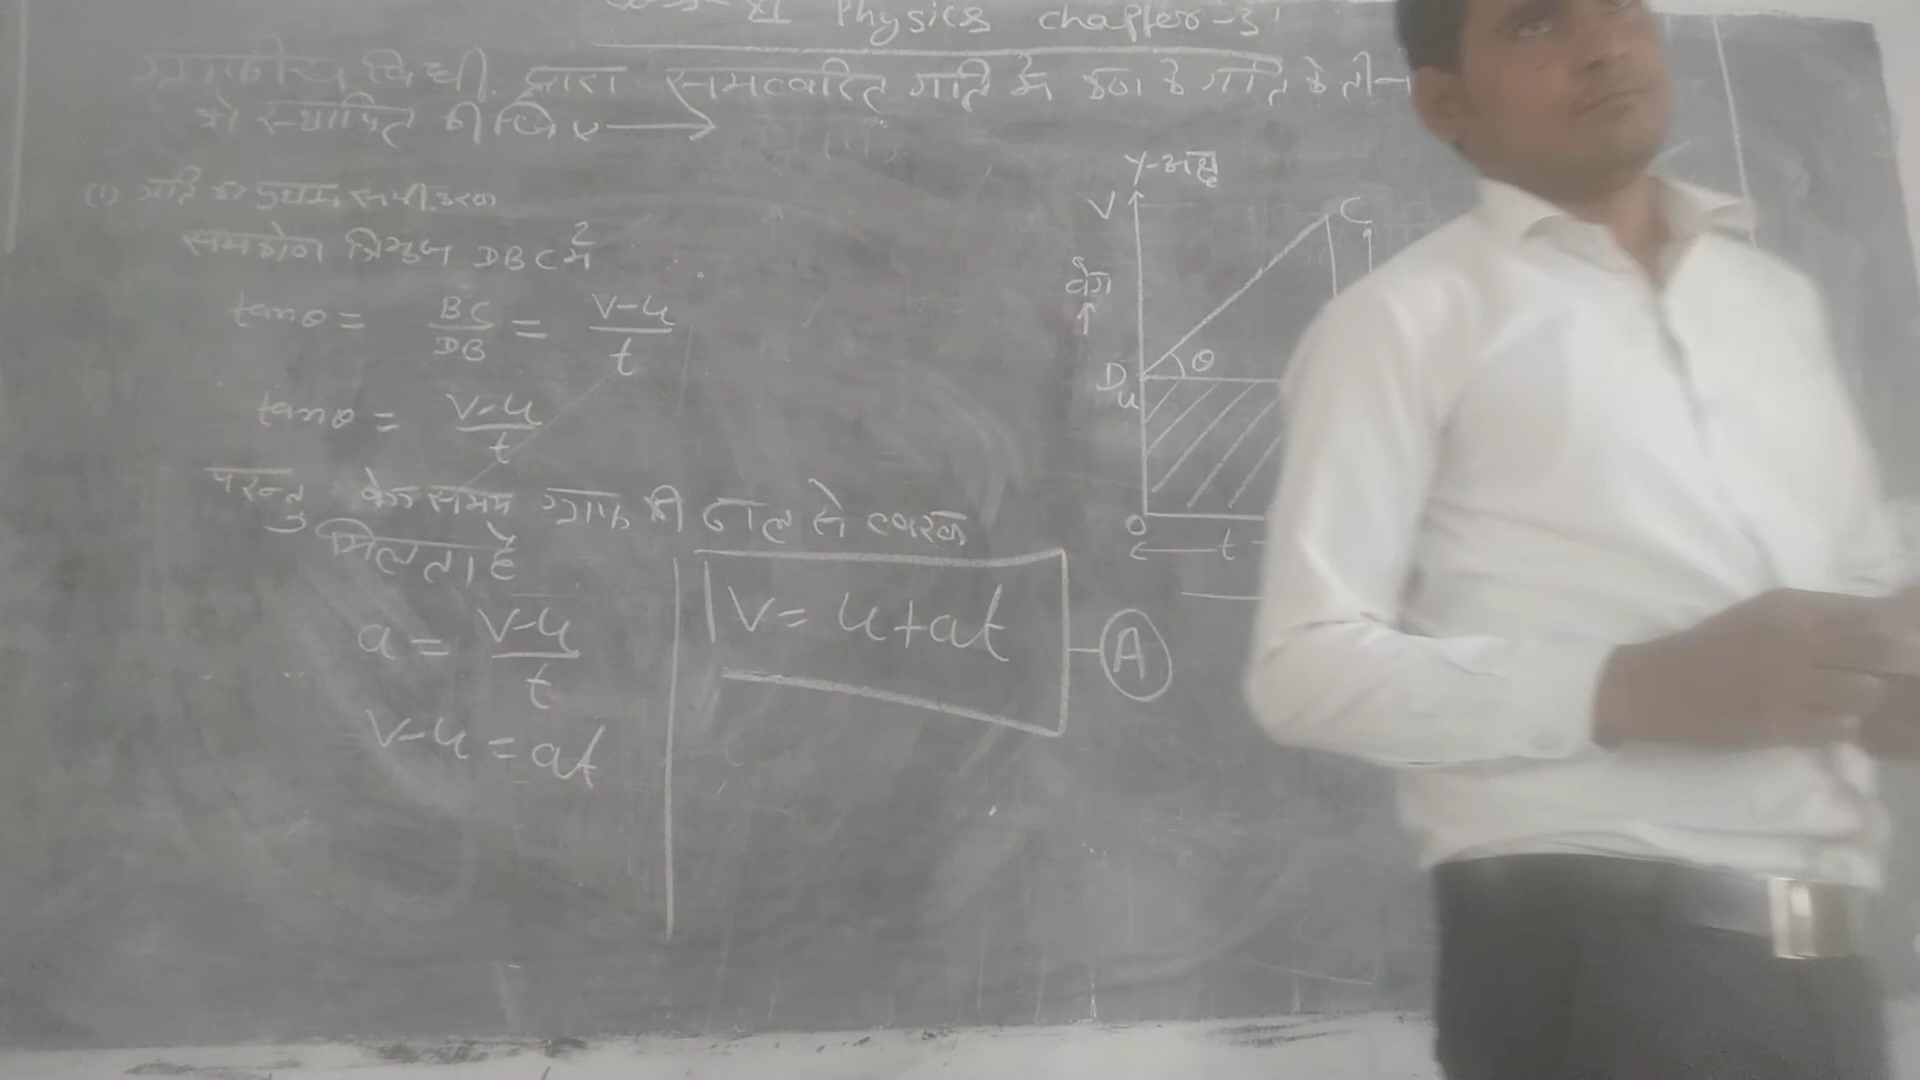 Physics chapter-3
ग्राफीय विधी द्वारा समत्वरित गति के
को स्थापित कीजिए →
(1) गति का प्रथम समीकरण
समकोण त्रिभुज DBC में
tanθ = BC/DB = v-u/t
tanθ = v-u/t
परन्तु वेग समय ग्राफ की ढाल से त्वरण
मिलता है
a = v-u/t
v-u = at
v = u+at
A
y-अक्ष
V
C
वेग
↑
D
θ
u
O
← t